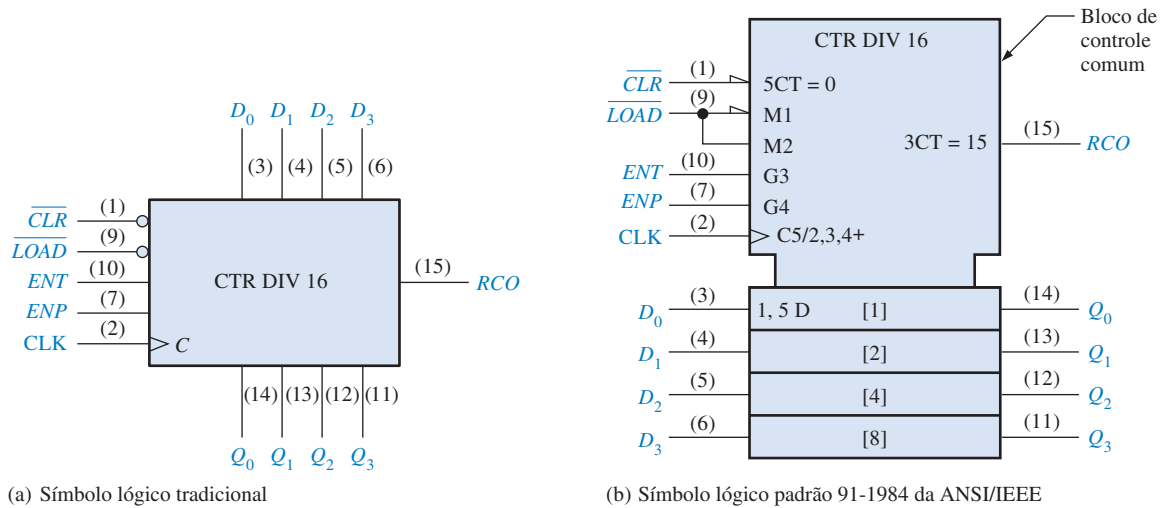 D0 D1 D2 D3
(3) (4) (5) (6)
CLR (1)
LOAD (9)
ENT (10)
ENP (7)
CLK (2) C
CTR DIV 16
(15) RCO
(14) (13) (12) (11)
Q0 Q1 Q2 Q3
(a) Símbolo lógico tradicional
CTR DIV 16
Bloco de
controle
comum
CLR (1) 5CT = 0
LOAD (9) M1
M2 3CT = 15 (15) RCO
ENT (10) G3
ENP (7) G4
CLK (2) C5/2,3,4+
D0 (3) 1, 5 D [1] (14) Q0
D1 (4) [2] (13) Q1
D2 (5) [4] (12) Q2
D3 (6) [8] (11) Q3
(b) Símbolo lógico padrão 91-1984 da ANSI/IEEE